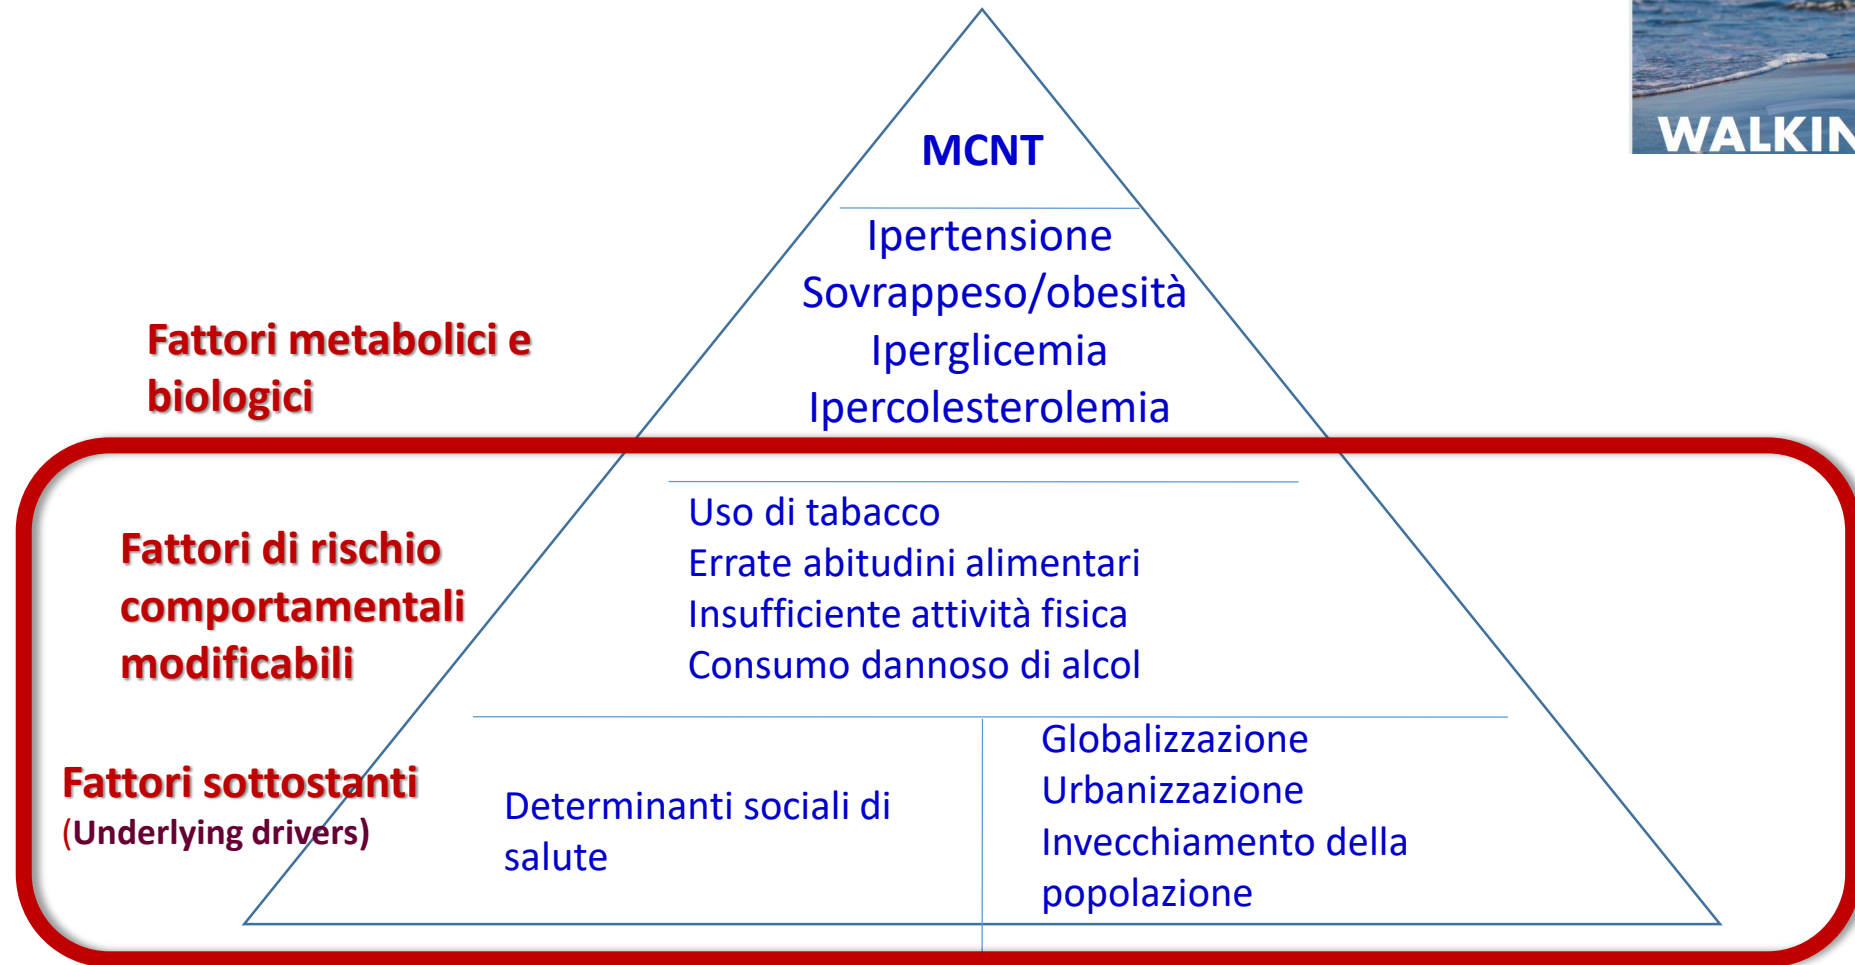 WALKIN
MCNT
Ipertensione
Sovrappeso/obesità
Iperglicemia
Ipercolesterolemia
Fattori metabolici e
biologici
Uso di tabacco
Errate abitudini alimentari
Insufficiente attività fisica
Consumo dannoso di alcol
Fattori di rischio
comportamentali
modificabili
Fattori sottostanti
(Underlying drivers)
Determinanti sociali di
salute
Globalizzazione
Urbanizzazione
Invecchiamento della
popolazione